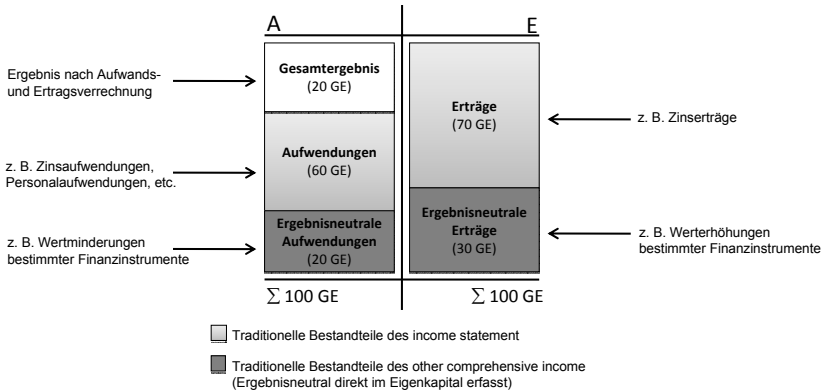 A
E
Ergebnis nach Aufwands-
und Ertragsverrechnung
Gesamtergebnis
(20 GE)
Erträge
(70 GE)
z. B. Zinserträge
z. B. Zinsaufwendungen,
Personalaufwendungen, etc.
Aufwendungen
(60 GE)
z. B. Wertminderungen
bestimmter Finanzinstrumente
Ergebnisneutrale
Aufwendungen
(20 GE)
Ergebnisneutrale
Erträge
(30 GE)
z. B. Werterhöhungen
bestimmter Finanzinstrumente
∑ 100 GE
∑ 100 GE
Traditionelle Bestandteile des income statement
Traditionelle Bestandteile des other comprehensive income
(Ergebnisneutral direkt im Eigenkapital erfasst)